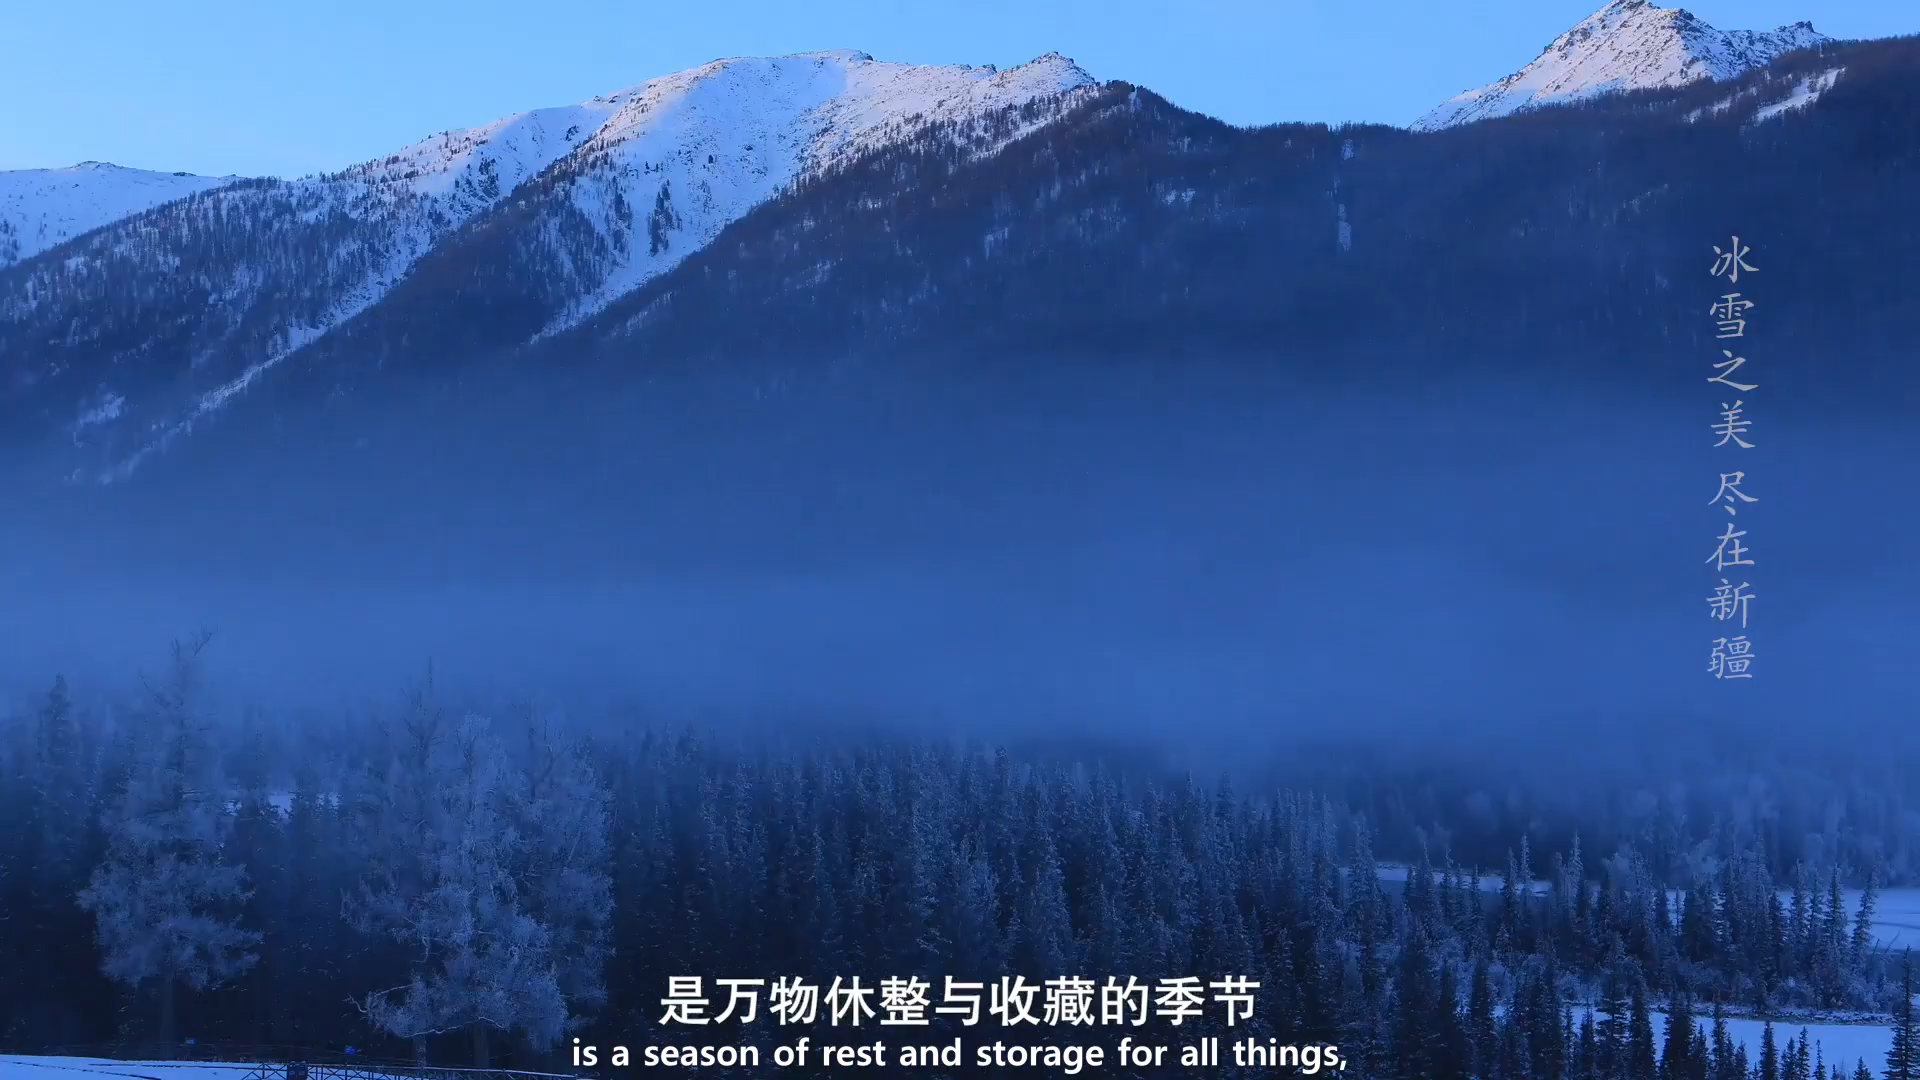 冰雪之美 尽在新疆
是万物休整与收藏的季节
is a season of rest and storage for all things,